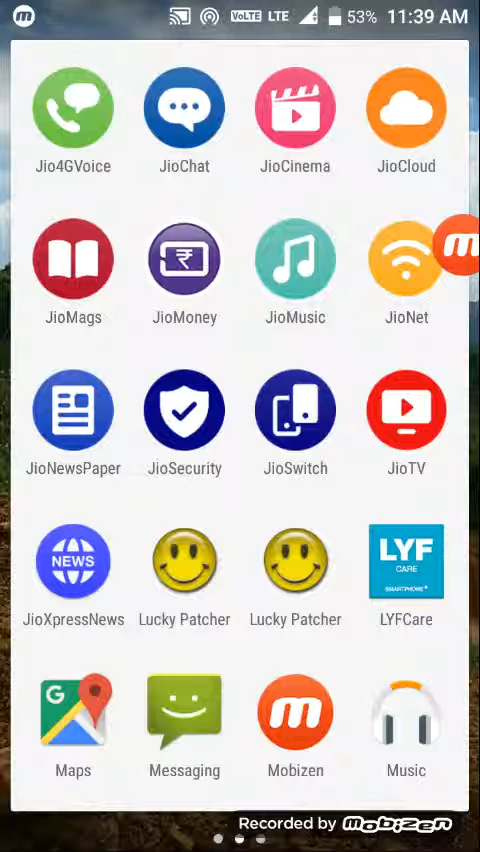 VoLTE LTE 53% 11:39 AM
Jio4GVoice JioChat JioCinema JioCloud
JioMags JioMoney JioMusic JioNet
JioNewsPaper JioSecurity JioSwitch JioTV
NEWS
LYF
CARE
SMARTPHONE+
JioXpressNews Lucky Patcher Lucky Patcher LYFCare
G
Maps Messaging Mobizen Music
Recorded by mobizen